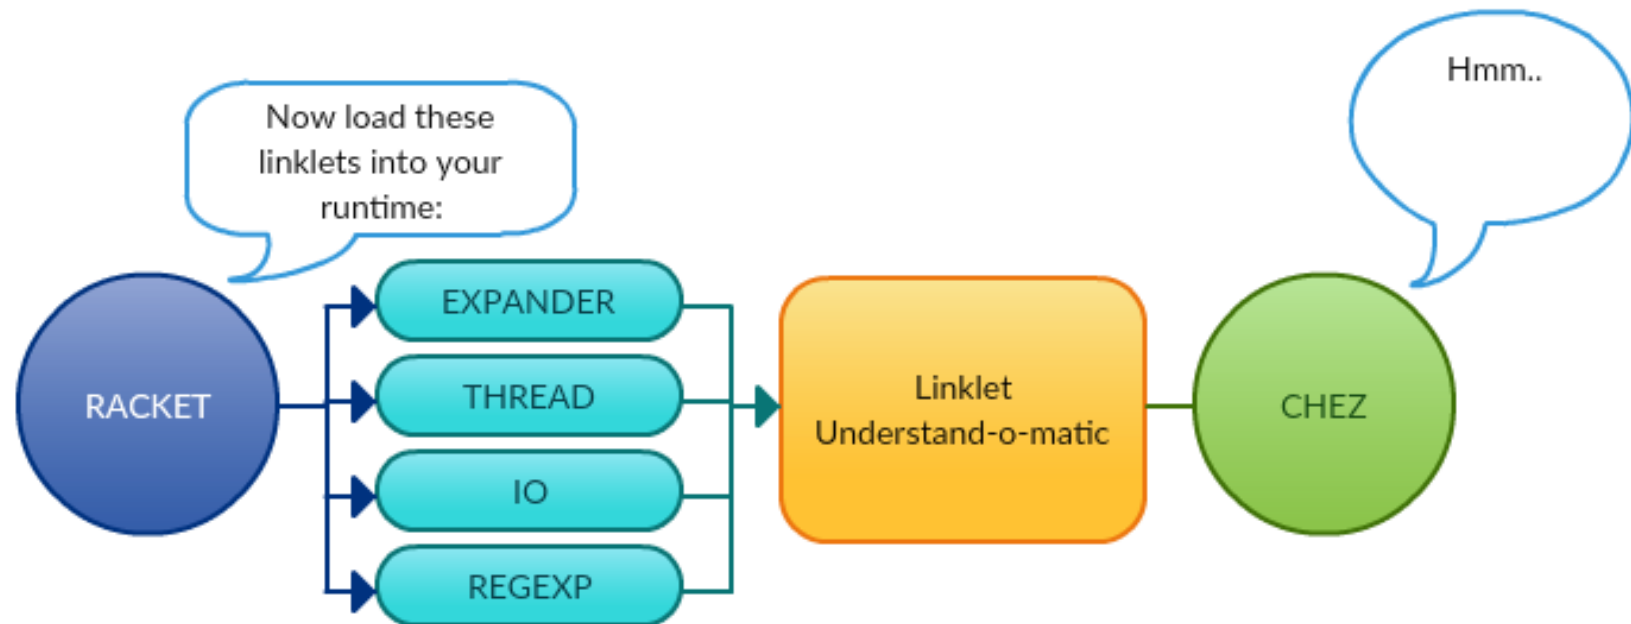 Now load these
linklets into your
runtime:
Hmm..
RACKET
EXPANDER
THREAD
IO
REGEXP
Linklet
Understand-o-matic
CHEZ